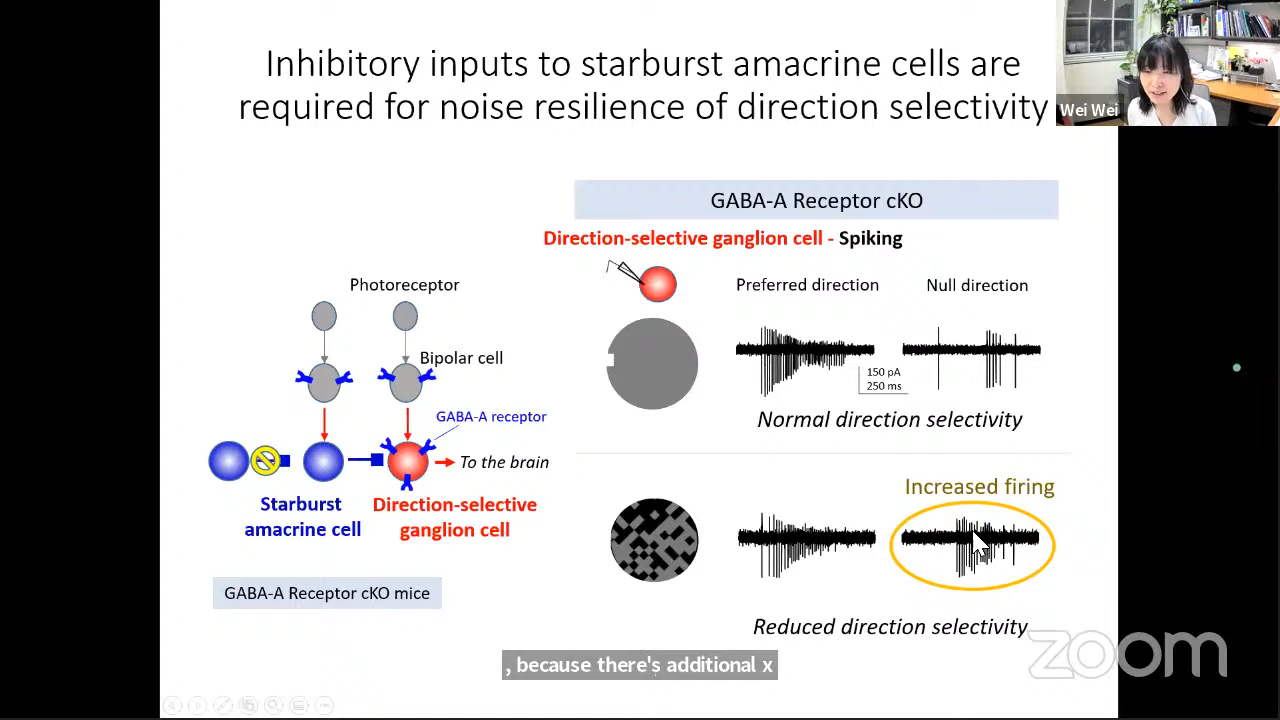 Inhibitory inputs to starburst amacrine cells are
required for noise resilience of direction selectivity
Wei Wei
GABA-A Receptor cKO
Direction-selective ganglion cell - Spiking
Preferred direction
Null direction
150 pA
250 ms
Normal direction selectivity
Increased firing
Reduced direction selectivity
Photoreceptor
Bipolar cell
GABA-A receptor
To the brain
Starburst
amacrine cell
Direction-selective
ganglion cell
GABA-A Receptor cKO mice
, because there's additional x
zoom